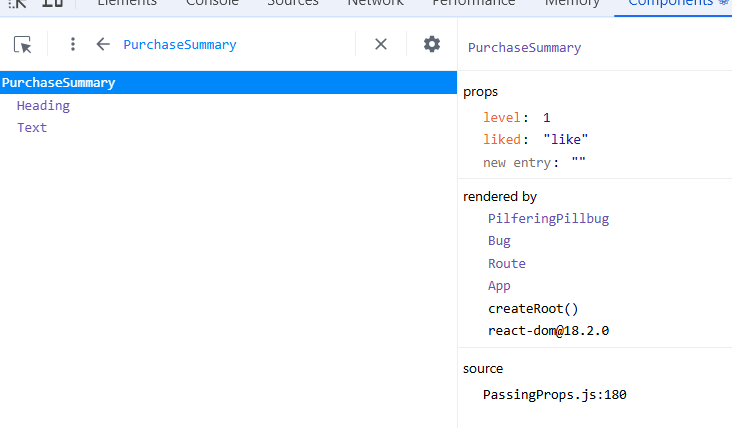 Elements Console Sources Network Performance Memory Components
PurchaseSummary
PurchaseSummary
Heading
Text
PurchaseSummary
props
level: 1
liked: "like"
new entry: ""
rendered by
PilferingPillbug
Bug
Route
App
createRoot()
react-dom@18.2.0
source
PassingProps.js:180